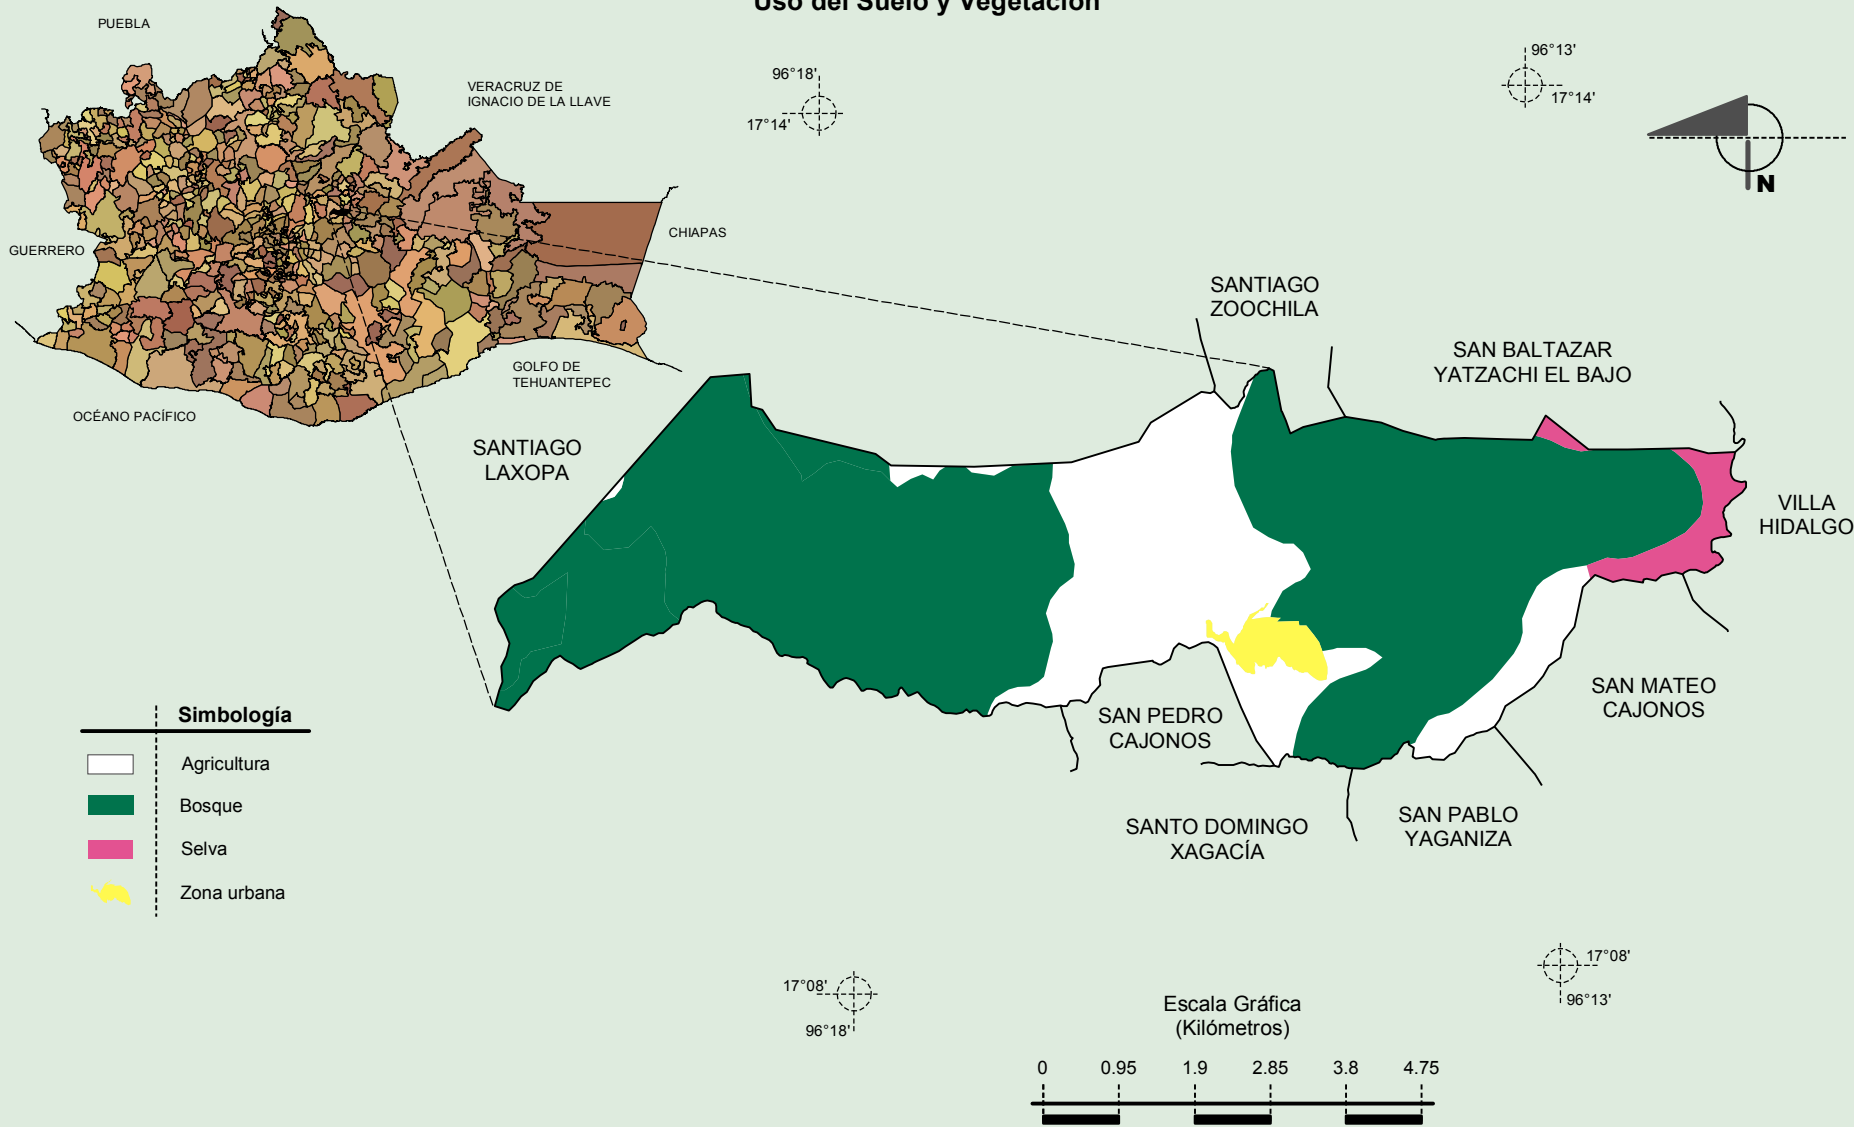 Uso del Suelo y Vegetación
PUEBLA
VERACRUZ DE
IGNACIO DE LA LLAVE
GUERRERO
CHIAPAS
GOLFO DE
TEHUANTEPEC
OCÉANO PACÍFICO
96°18'
17°14'
96°13'
17°14'
N
SANTIAGO
ZOOCHILA
SAN BALTAZAR
YATZACHI EL BAJO
SANTIAGO
LAXOPA
VILLA
HIDALGO
SAN MATEO
CAJONOS
SAN PEDRO
CAJONOS
SANTO DOMINGO
XAGACÍA
SAN PABLO
YAGANIZA
Simbología
Agricultura
Bosque
Selva
Zona urbana
17°08'
96°18'
17°08'
96°13'
Escala Gráfica
(Kilómetros)
0 0.95 1.9 2.85 3.8 4.75